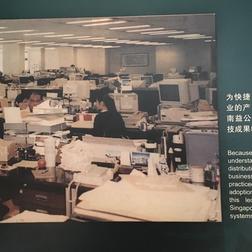 为快捷
业的产
南益公
技成果
Because
understa
distribut
business
practice
adoption
this le
Singapo
systems